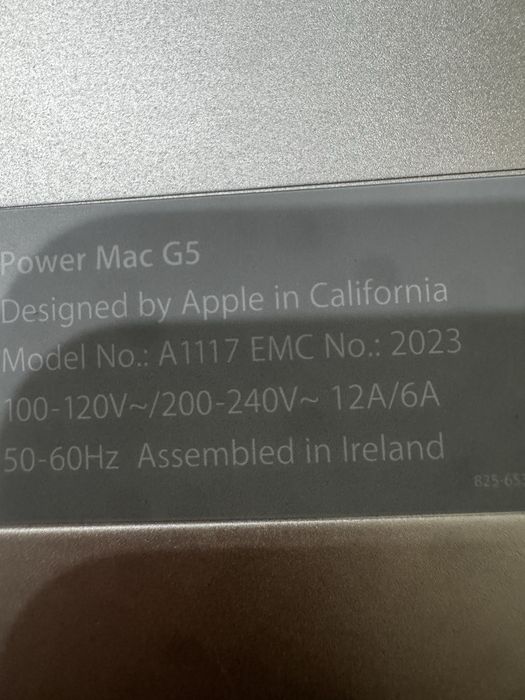 Power Mac G5
Designed by Apple in California
Model No.: A1117 EMC No.: 2023
100-120V~/200-240V~ 12A/6A
50-60Hz Assembled in Ireland